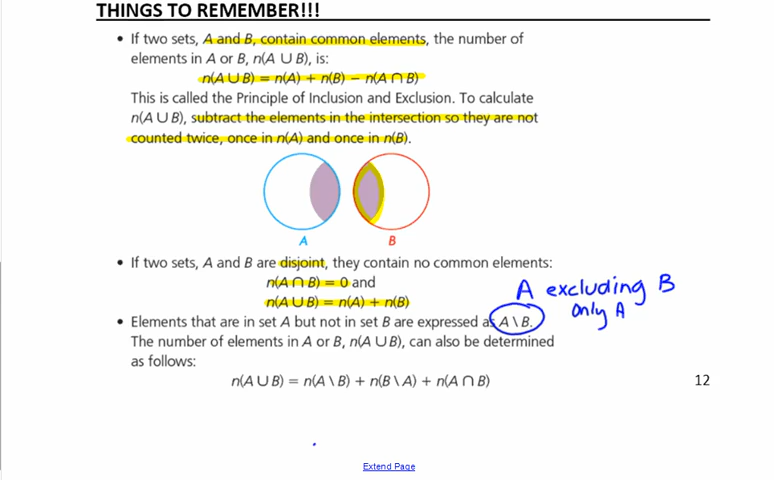 THINGS TO REMEMBER!!!
• If two sets, A and B, contain common elements, the number of
elements in A or B, n(A ∪ B), is:
n(A ∪ B) = n(A) + n(B) − n(A ∩ B)
This is called the Principle of Inclusion and Exclusion. To calculate
n(A ∪ B), subtract the elements in the intersection so they are not
counted twice, once in n(A) and once in n(B).
A B
• If two sets, A and B are disjoint, they contain no common elements:
n(A ∩ B) = 0 and
n(A ∪ B) = n(A) + n(B)
A excluding B
only A
• Elements that are in set A but not in set B are expressed as A \ B.
The number of elements in A or B, n(A ∪ B), can also be determined
as follows:
n(A ∪ B) = n(A \ B) + n(B \ A) + n(A ∩ B)
12
Extend Page